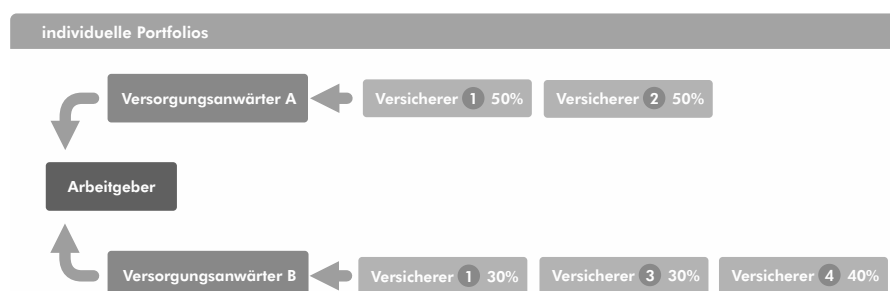 individuelle Portfolios
Versorgungsanwärter A Versicherer 1 50% Versicherer 2 50%
Arbeitgeber
Versorgungsanwärter B Versicherer 1 30% Versicherer 3 30% Versicherer 4 40%